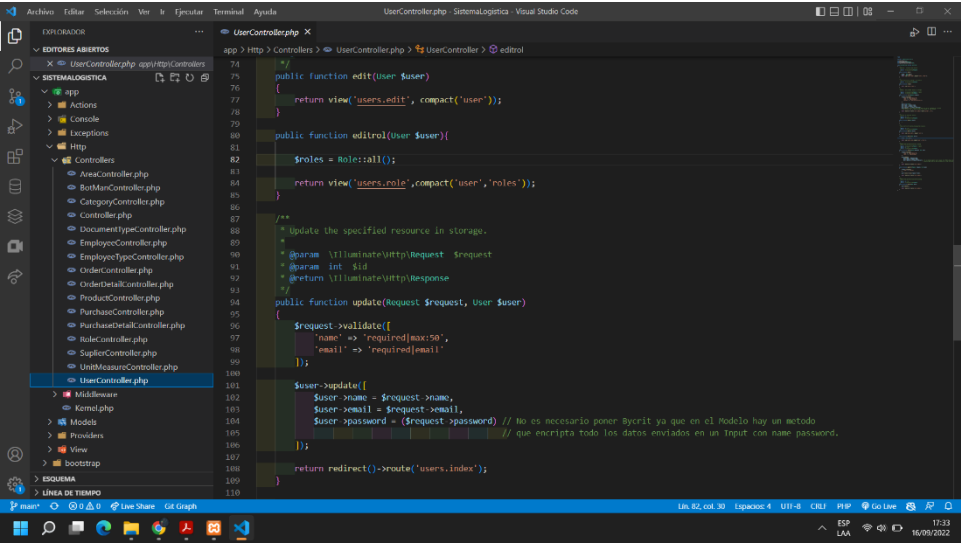 Archivo Editar Selección Ver Ir Ejecutar Terminal Ayuda
UserController.php - SistemaLogistica - Visual Studio Code
EXPLORADOR
EDITORES ABIERTOS
UserController.php app\Http\Controllers
SISTEMALOGISTICA
app
Actions
Console
Exceptions
Http
Controllers
AreaController.php
BotManController.php
CategoryController.php
Controller.php
DocumentTypeController.php
EmployeeController.php
EmployeeTypeController.php
OrderController.php
OrderDetailController.php
ProductController.php
PurchaseController.php
PurchaseDetailController.php
RoleController.php
SuplierController.php
UnitMeasureController.php
UserController.php
Middleware
Kernel.php
Models
Providers
View
bootstrap
ESQUEMA
LÍNEA DE TIEMPO
UserController.php
app > Http > Controllers > UserController.php > UserController > editrol
74 */
75 public function edit(User $user)
76 {
77 return view('users.edit', compact('user'));
78 }
79
80 public function editrol(User $user){
81
82 $roles = Role::all();
83
84 return view('users.role',compact('user','roles'));
85 }
86
87 /**
88 * Update the specified resource in storage.
89 *
90 * @param \Illuminate\Http\Request $request
91 * @param int $id
92 * @return \Illuminate\Http\Response
93 */
94 public function update(Request $request, User $user)
95 {
96 $request->validate([
97 'name' => 'required|max:50',
98 'email' => 'required|email'
99 ]);
100
101 $user->update([
102 $user->name = $request->name,
103 $user->email = $request->email,
104 $user->password = ($request->password) // No es necesario poner Bycrit ya que en el Modelo hay un metodo
105 // que encripta todo los datos enviados en un Input con name password.
106 ]);
107
108 return redirect()->route('users.index');
109 }
110
main* 0 0 Live Share Git Graph
Lín. 82, col. 30 Espacios: 4 UTF-8 CRLF PHP Go Live
ESP
LAA
17:33
16/09/2022